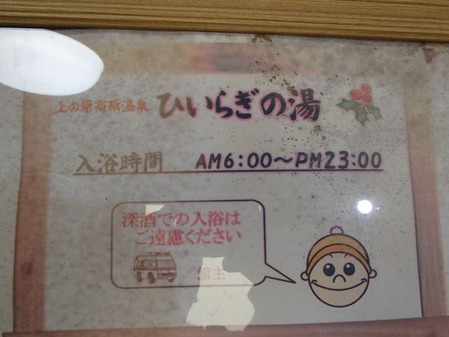 上の原高原温泉 ひいらぎの湯
入浴時間 AM6:00～PM23:00
深酒での入浴は
ご遠慮ください
館主